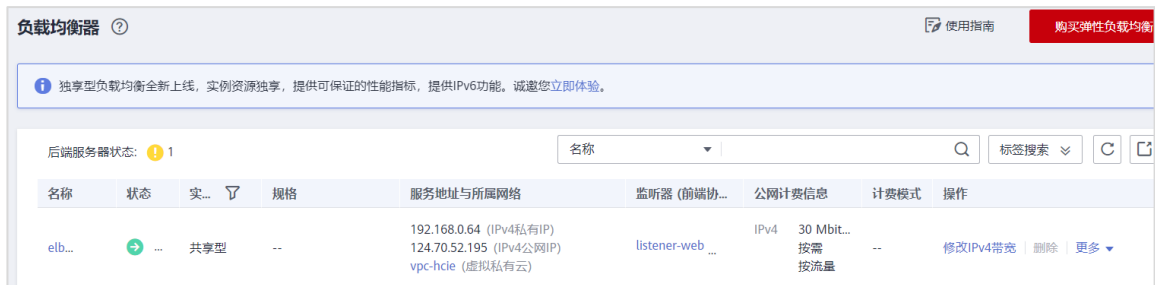 负载均衡器
使用指南
购买弹性负载均衡
独享型负载均衡全新上线，实例资源独享，提供可保证的性能指标，提供IPv6功能。诚邀您立即体验。
后端服务器状态: 1
名称
标签搜索
名称 状态 实... 规格 服务地址与所属网络 监听器 (前端协... 公网计费信息 计费模式 操作
elb... ... 共享型 -- 192.168.0.64 (IPv4私有IP) listener-web ... IPv4 30 Mbit... -- 修改IPv4带宽 删除 更多
124.70.52.195 (IPv4公网IP) 按需
vpc-hcie (虚拟私有云) 按流量